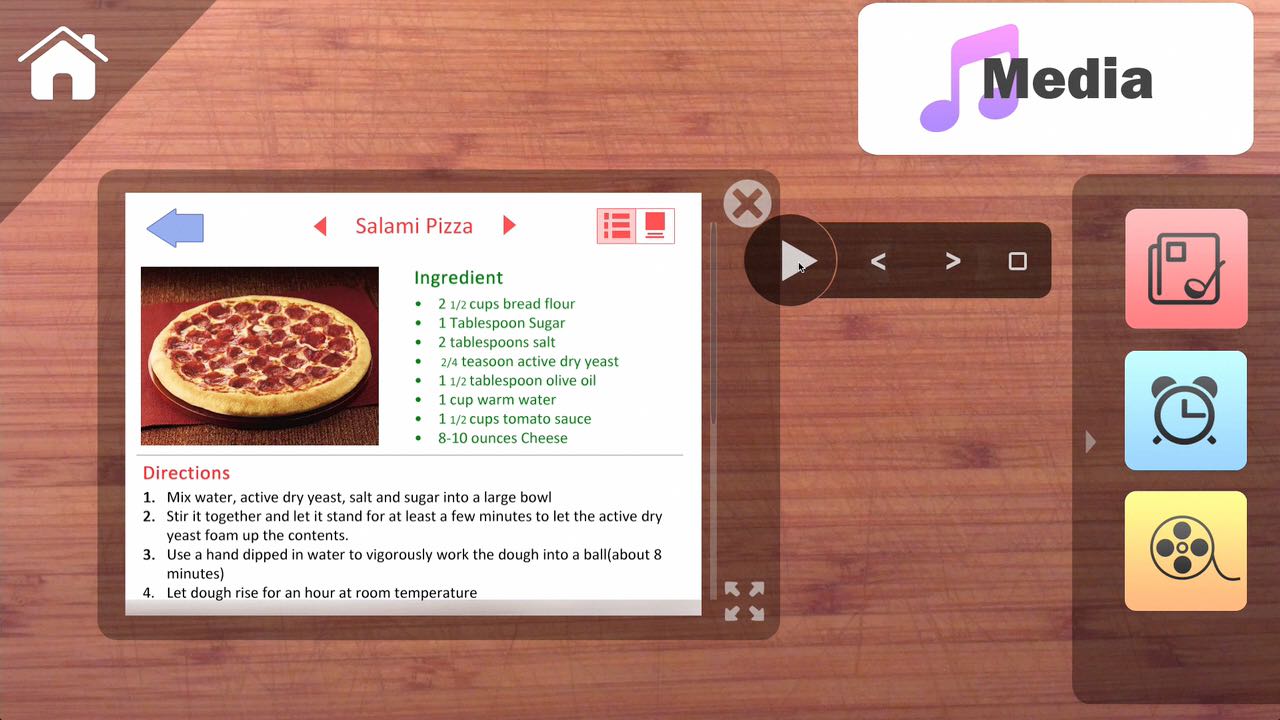 Media
Salami Pizza
Ingredient
• 2 1/2 cups bread flour
• 1 Tablespoon Sugar
• 2 tablespoons salt
• 2/4 teasoon active dry yeast
• 1 1/2 tablespoon olive oil
• 1 cup warm water
• 1 1/2 cups tomato sauce
• 8-10 ounces Cheese
Directions
1. Mix water, active dry yeast, salt and sugar into a large bowl
2. Stir it together and let it stand for at least a few minutes to let the active dry
yeast foam up the contents.
3. Use a hand dipped in water to vigorously work the dough into a ball(about 8
minutes)
4. Let dough rise for an hour at room temperature